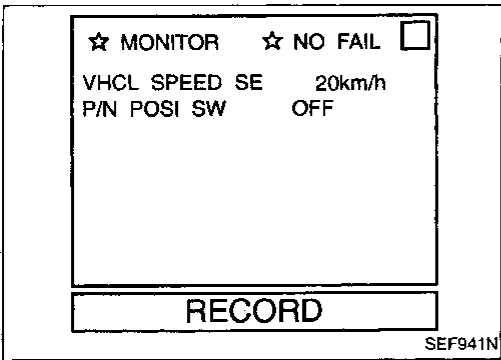 ☆ MONITOR ☆ NO FAIL
VHCL SPEED SE 20km/h
P/N POSI SW OFF
RECORD
SEF941N